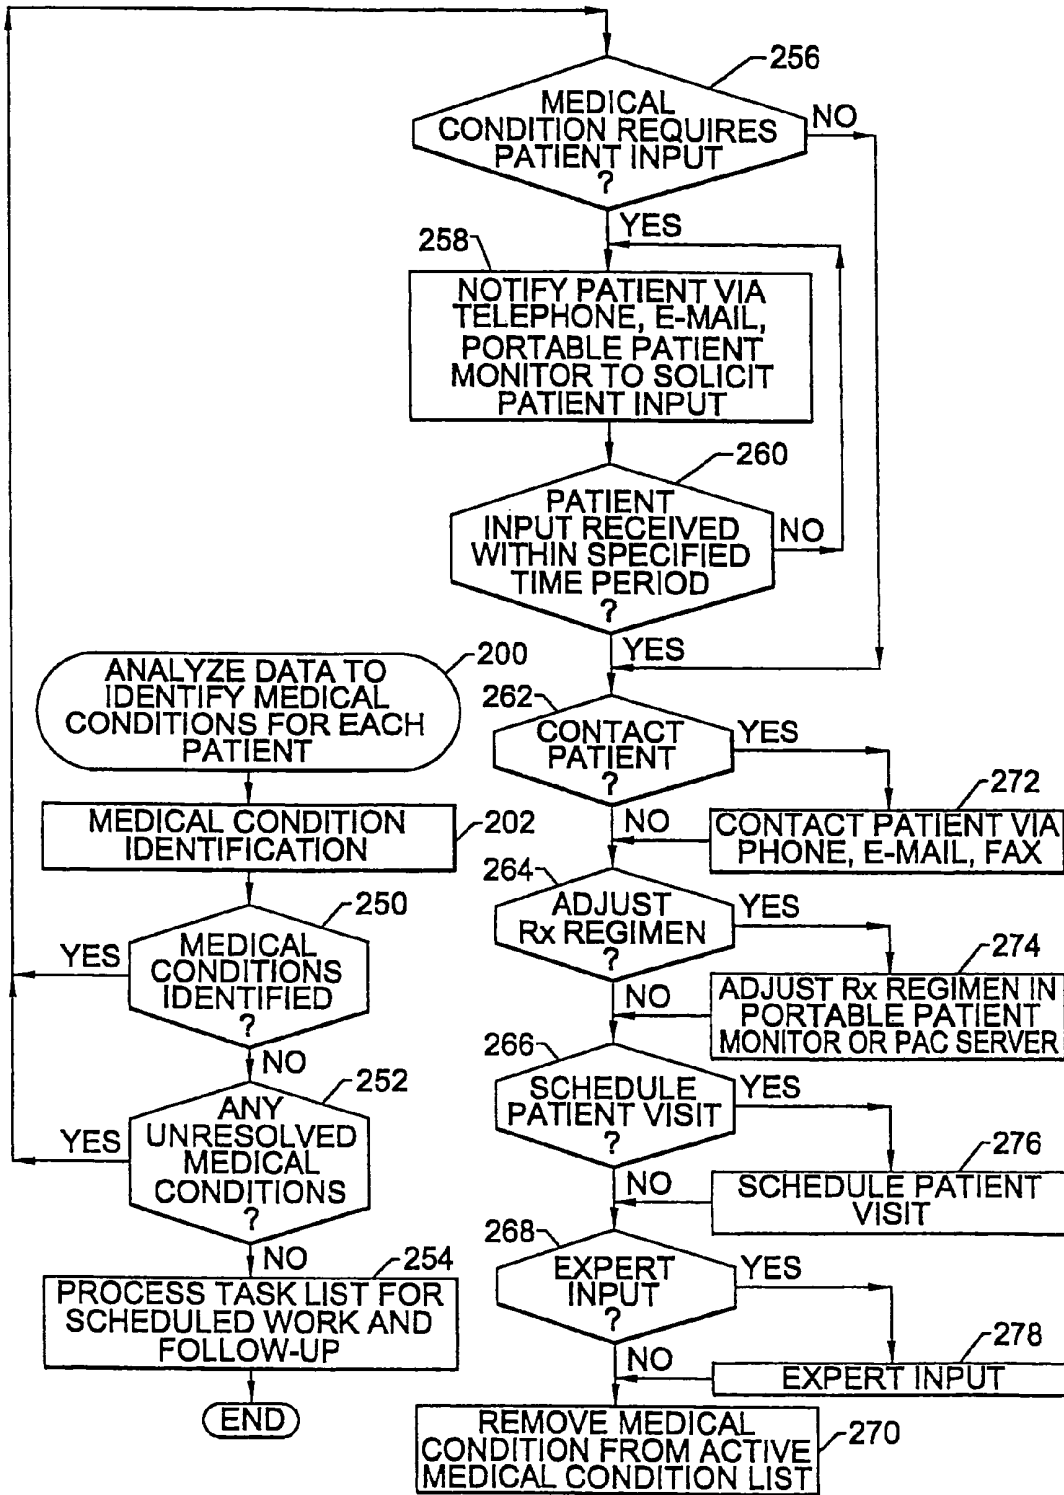 256
MEDICAL
CONDITION REQUIRES
PATIENT INPUT
?
NO
YES
258
NOTIFY PATIENT VIA
TELEPHONE, E-MAIL,
PORTABLE PATIENT
MONITOR TO SOLICIT
PATIENT INPUT
260
PATIENT
INPUT RECEIVED
WITHIN SPECIFIED
TIME PERIOD
?
NO
YES
200
ANALYZE DATA TO
IDENTIFY MEDICAL
CONDITIONS FOR EACH
PATIENT
MEDICAL CONDITION
IDENTIFICATION
202
250
MEDICAL
CONDITIONS
IDENTIFIED
?
YES
NO
252
ANY
UNRESOLVED
MEDICAL
CONDITIONS
?
YES
NO
254
PROCESS TASK LIST FOR
SCHEDULED WORK AND
FOLLOW-UP
END
262
CONTACT
PATIENT
?
YES
NO
272
CONTACT PATIENT VIA
PHONE, E-MAIL, FAX
264
ADJUST
Rx REGIMEN
?
YES
NO
274
ADJUST Rx REGIMEN IN
PORTABLE PATIENT
MONITOR OR PAC SERVER
266
SCHEDULE
PATIENT VISIT
?
YES
NO
276
SCHEDULE PATIENT
VISIT
268
EXPERT
INPUT
?
YES
NO
278
EXPERT INPUT
REMOVE MEDICAL
CONDITION FROM ACTIVE
MEDICAL CONDITION LIST
270